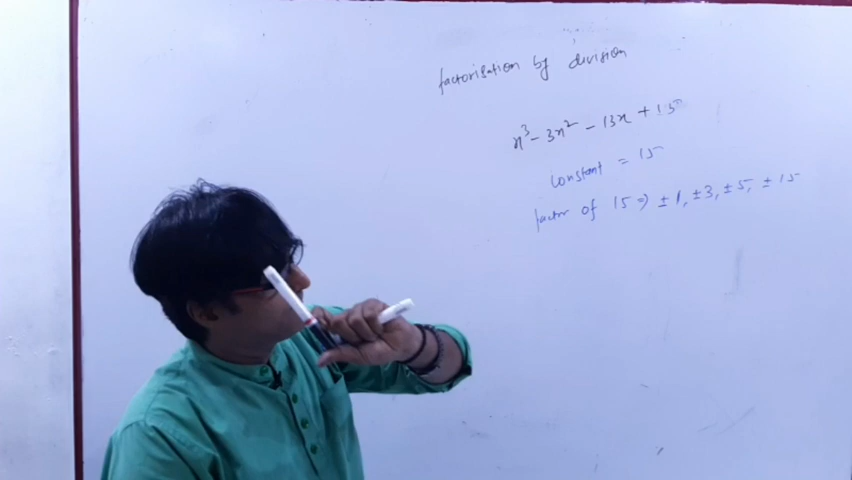 factorisation by division
x³ - 3x² - 13x + 15
constant = 15
factor of 15 ⇒ ±1, ±3, ±5, ±15